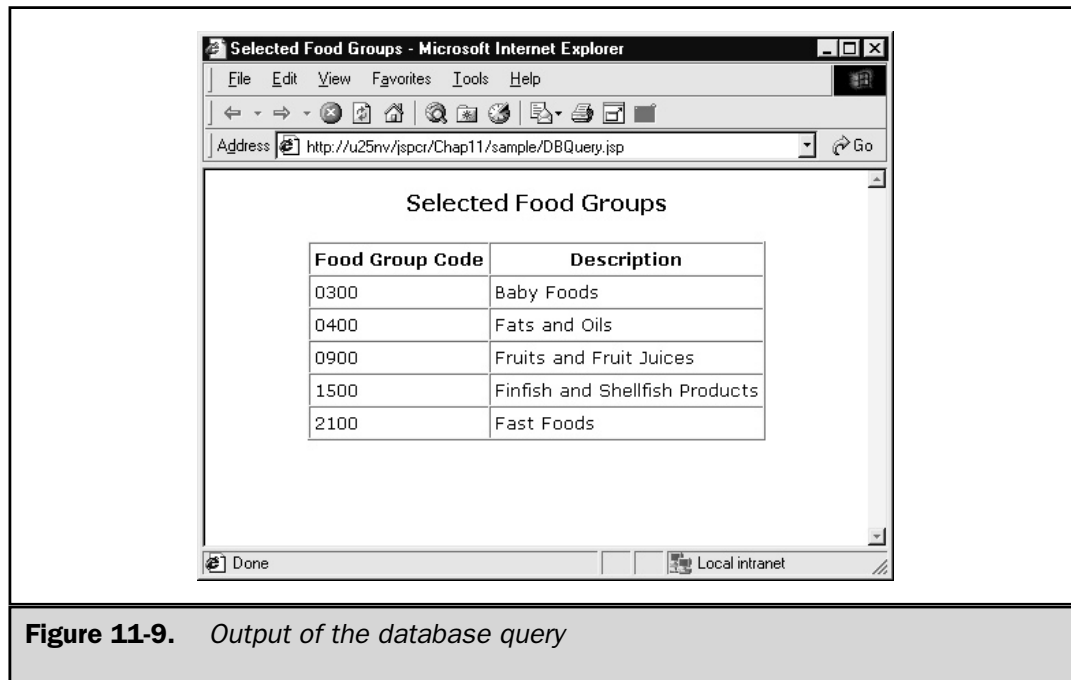 Selected Food Groups - Microsoft Internet Explorer
File Edit View Favorites Tools Help
Address http://u25nv/jspcr/Chap11/sample/DBQuery.jsp Go
Selected Food Groups
Food Group Code Description
0300 Baby Foods
0400 Fats and Oils
0900 Fruits and Fruit Juices
1500 Finfish and Shellfish Products
2100 Fast Foods
Done Local intranet
Figure 11-9. Output of the database query